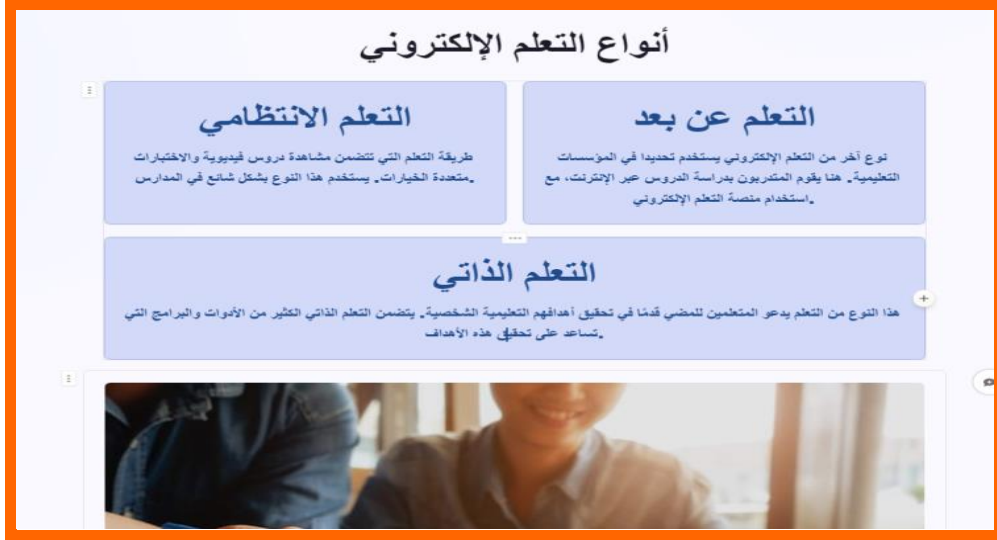 أنواع التعلم الإلكتروني
التعلم عن بعد
نوع آخر من التعلم الإلكتروني يستخدم تحديدا في المؤسسات
التعليمية. هنا يقوم المتدربون بدراسة الدروس عبر الإنترنت، مع
.استخدام منصة التعلم الإلكتروني
التعلم الانتظامي
طريقة التعلم التي تتضمن مشاهدة دروس فيديوية والاختبارات
.متعددة الخيارات. يستخدم هذا النوع بشكل شائع في المدارس
التعلم الذاتي
هذا النوع من التعلم يدعو المتعلمين للمضي قدمًا في تحقيق أهدافهم التعليمية الشخصية. يتضمن التعلم الذاتي الكثير من الأدوات والبرامج التي
.تساعد على تحقيق هذه الأهداف